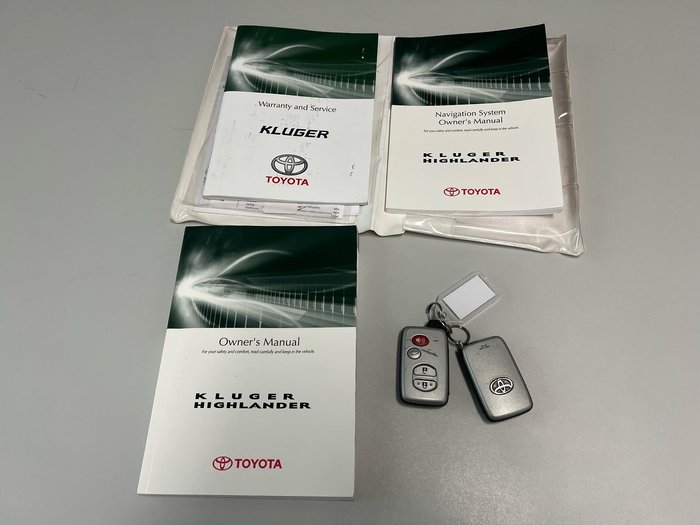 Warranty and Service
KLUGER
TOYOTA
Navigation System
Owner's Manual
For your safety and comfort, read carefully and keep in the vehicle.
KLUGER
HIGHLANDER
TOYOTA
Owner's Manual
For your safety and comfort, read carefully and keep in the vehicle.
KLUGER
HIGHLANDER
TOYOTA